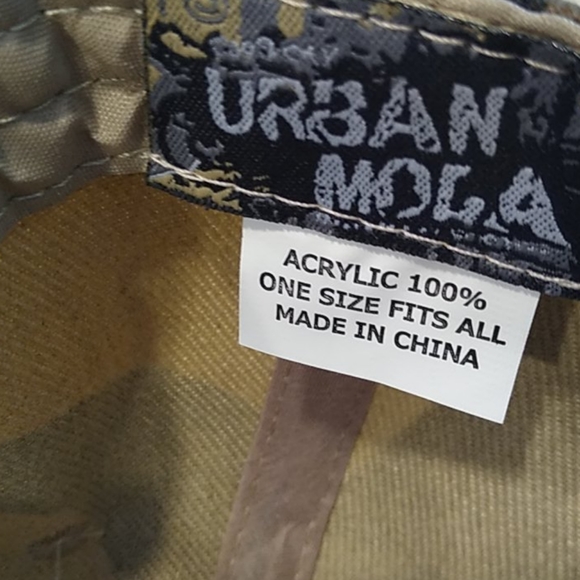 URBAN
MOLA
ACRYLIC 100%
ONE SIZE FITS ALL
MADE IN CHINA